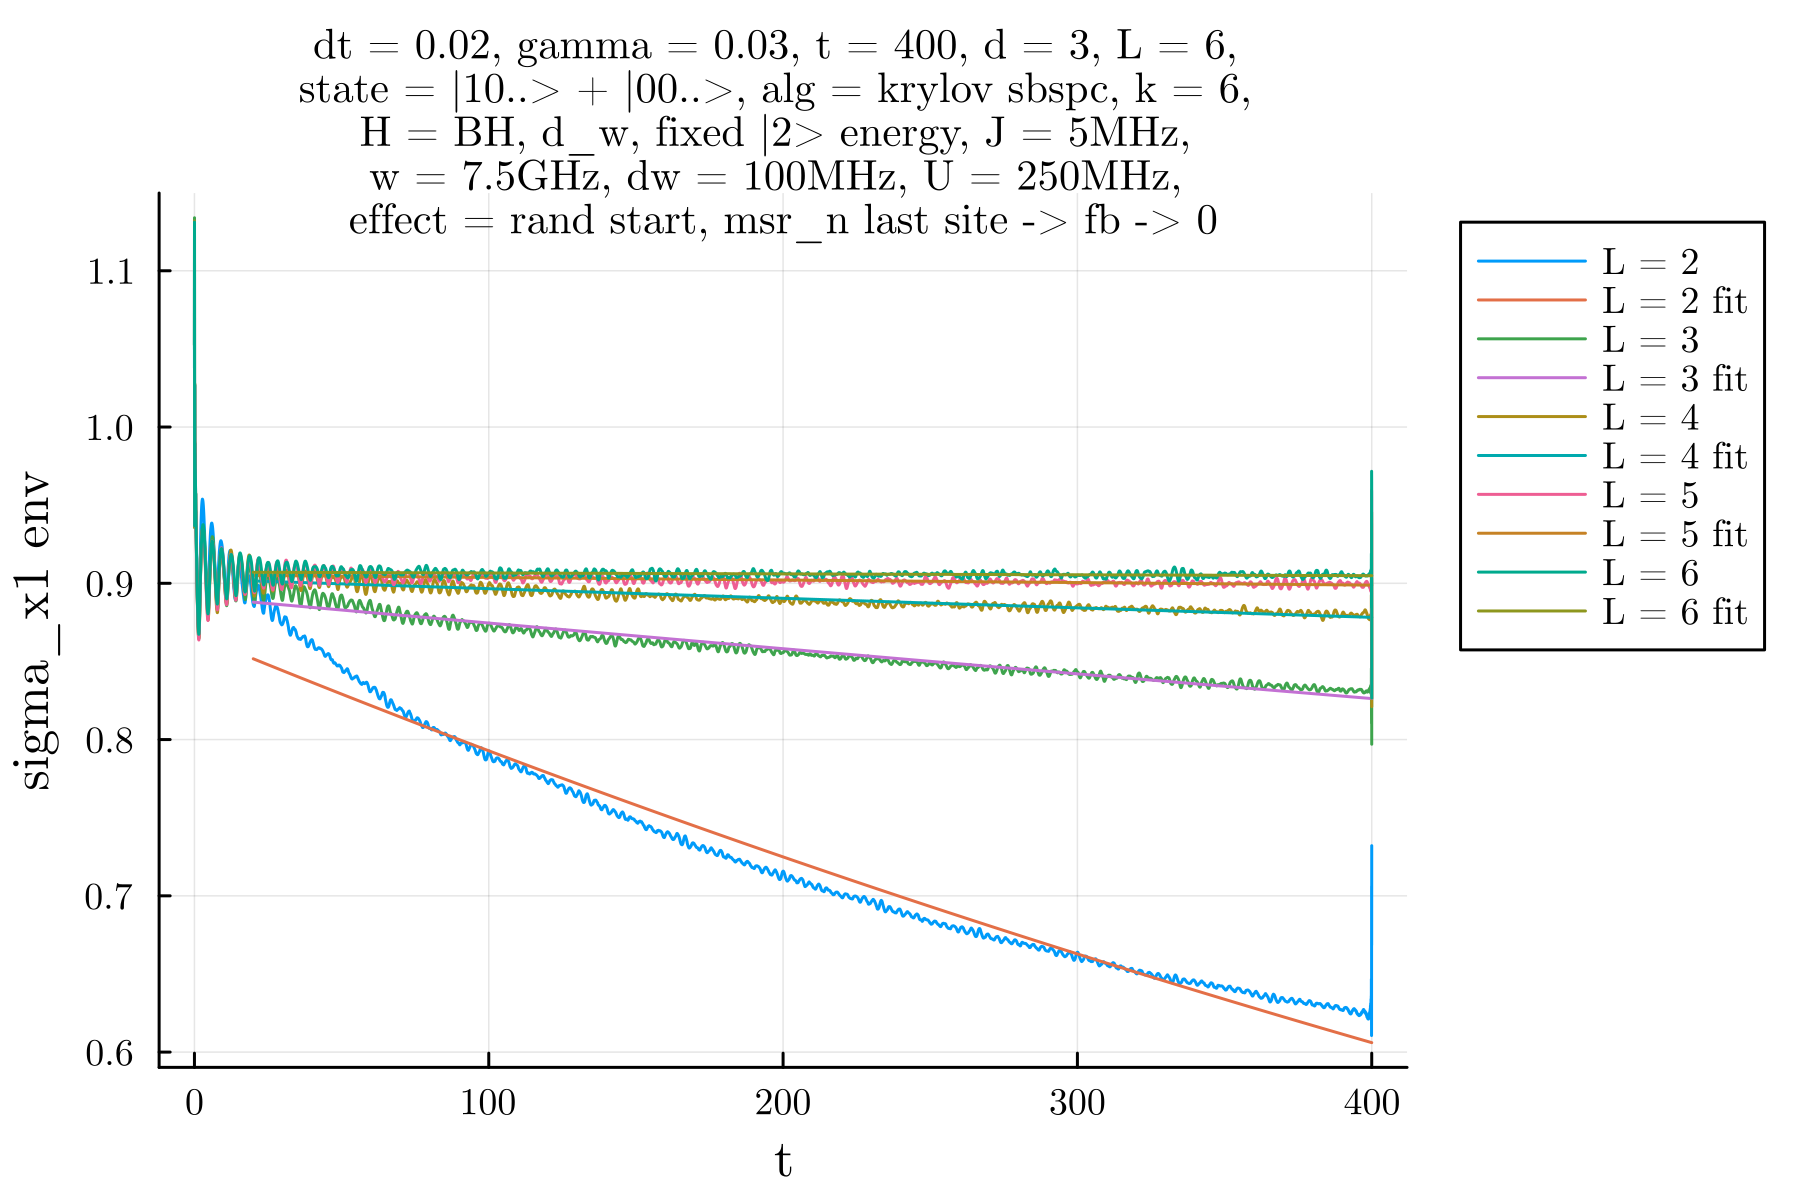 dt = 0.02, gamma = 0.03, t = 400, d = 3, L = 6,
state = |10..> + |00..>, alg = krylov sbspc, k = 6,
H = BH, d_w, fixed |2> energy, J = 5MHz,
w = 7.5GHz, dw = 100MHz, U = 250MHz,
effect = rand start, msr_n last site -> fb -> 0
1.1
1.0
0.9
0.8
0.7
0.6
sigma_x1 env
0
100
200
300
400
t
L = 2
L = 2 fit
L = 3
L = 3 fit
L = 4
L = 4 fit
L = 5
L = 5 fit
L = 6
L = 6 fit